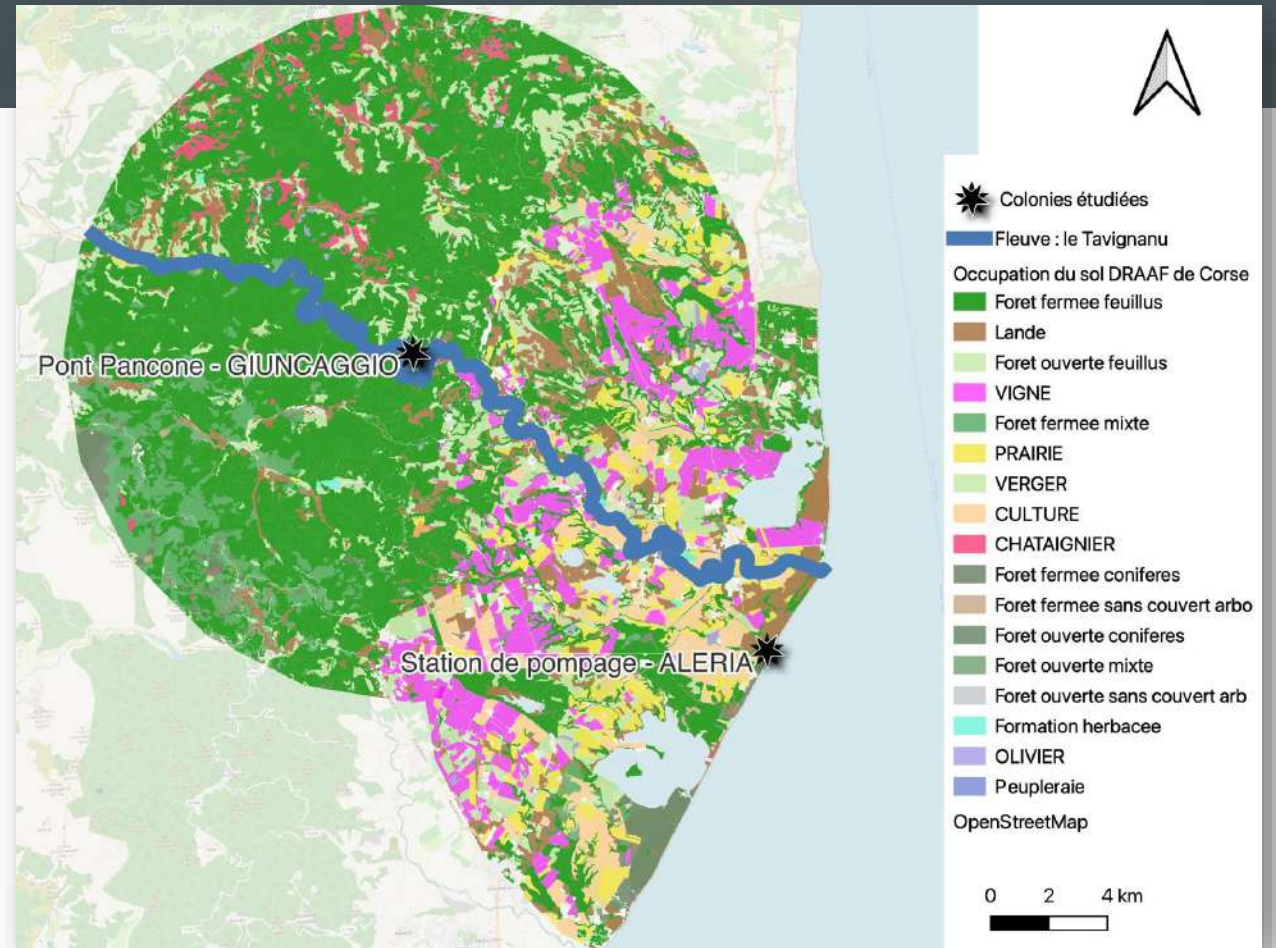 Colonies étudiées
Fleuve : le Tavignanu
Occupation du sol DRAAF de Corse
Foret fermee feuillus
Lande
Foret ouverte feuillus
VIGNE
Foret fermee mixte
PRAIRIE
VERGER
CULTURE
CHATAIGNIER
Foret fermee coniferes
Foret fermee sans couvert arbo
Foret ouverte coniferes
Foret ouverte mixte
Foret ouverte sans couvert arb
Formation herbacee
OLIVIER
Peupleraie
OpenStreetMap
0 2 4 km
Pont Pancone - GIUNCAGGIO
Station de pompage - ALERIA